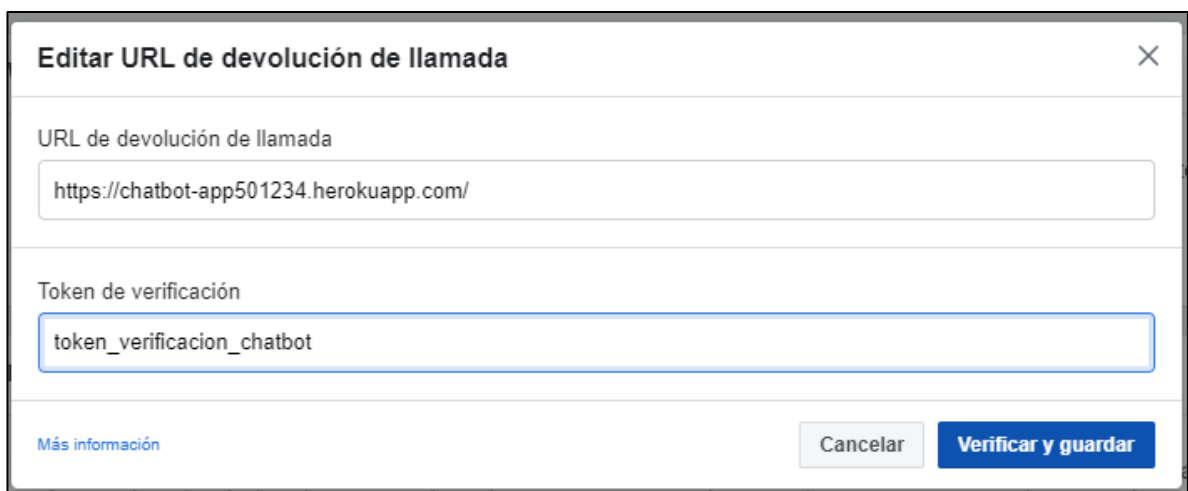 Editar URL de devolución de llamada
URL de devolución de llamada
https://chatbot-app501234.herokuapp.com/
Token de verificación
token_verificacion_chatbot
Más información
Cancelar
Verificar y guardar